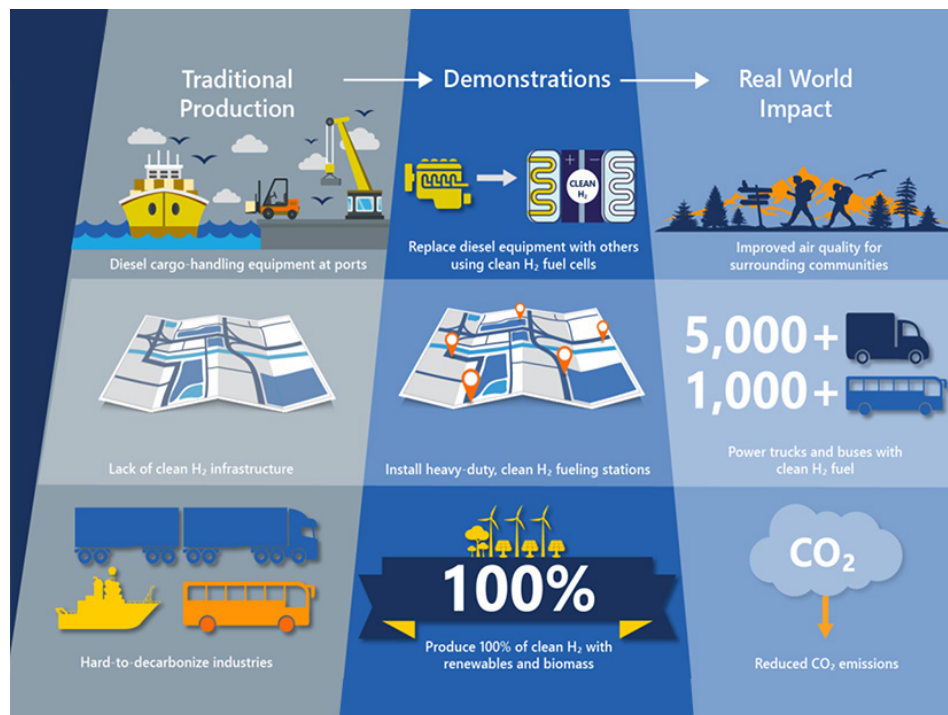 Traditional
Production
Demonstrations
Real World
Impact
+ −
CLEAN
H₂
Diesel cargo-handling equipment at ports
Replace diesel equipment with others
using clean H₂ fuel cells
Improved air quality for
surrounding communities
5,000+
1,000+
Lack of clean H₂ infrastructure
Install heavy-duty, clean H₂ fueling stations
Power trucks and buses with
clean H₂ fuel
100%
CO₂
Hard-to-decarbonize industries
Produce 100% of clean H₂ with
renewables and biomass
Reduced CO₂ emissions